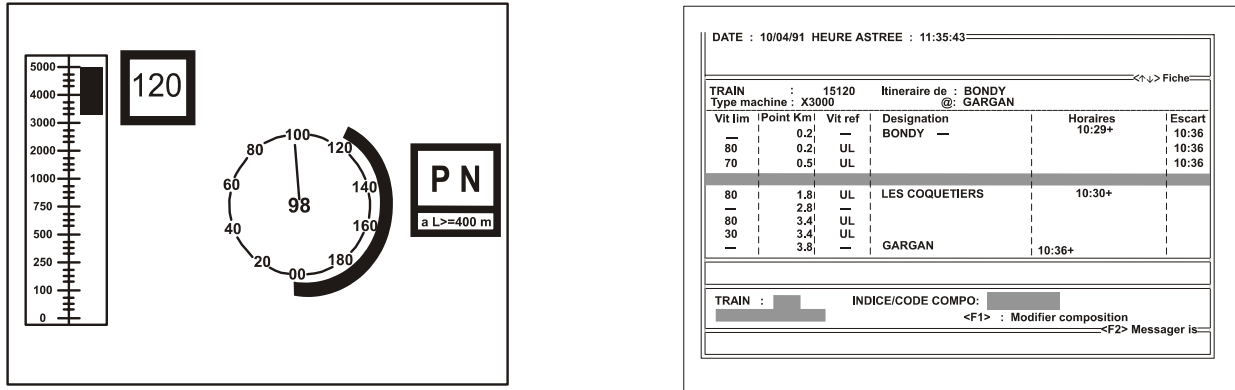 5000
4000
3000
2000
1000
750
500
250
100
0
120
00
20
40
60
80
100
120
140
160
180
98
P N
a L>=400 m
DATE : 10/04/91 HEURE ASTREE : 11:35:43
<↑↓> Fiche
TRAIN : 15120 Itineraire de : BONDY
Type machine : X3000 @: GARGAN
Vit lim Point Km Vit ref Designation Horaires Escart
— 0.2 — BONDY — 10:29+ 10:36
80 0.2 UL 10:36
70 0.5 UL 10:36
80 1.8 UL LES COQUETIERS 10:30+
— 2.8 —
80 3.4 UL
30 3.4 UL
— 3.8 — GARGAN 10:36+
TRAIN : INDICE/CODE COMPO:
<F1> : Modifier composition
<F2> Messager is